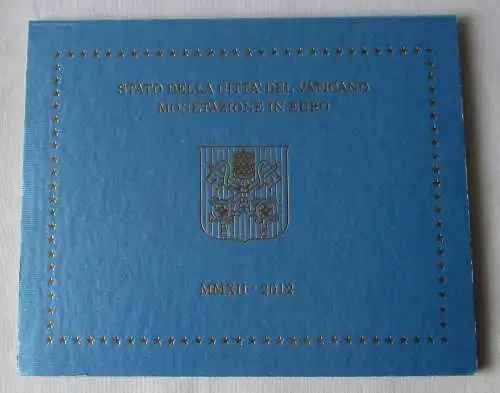 STATO DELLA CITTA' DEL VATICANO
MONETAZIONE IN EURO
MMXII · 2012